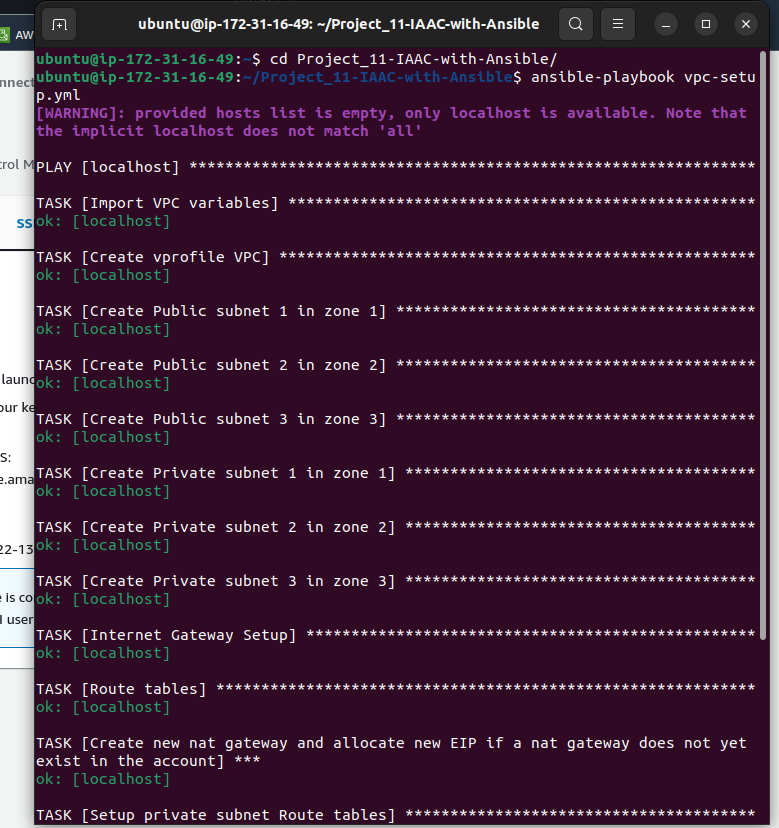 ubuntu@ip-172-31-16-49: ~/Project_11-IAAC-with-Ansible
AW
onnect
trol M
SS
launc
our ke
S:
e.ama
22-13
e is co
I user
ubuntu@ip-172-31-16-49:~$ cd Project_11-IAAC-with-Ansible/
ubuntu@ip-172-31-16-49:~/Project_11-IAAC-with-Ansible$ ansible-playbook vpc-setu
p.yml
[WARNING]: provided hosts list is empty, only localhost is available. Note that
the implicit localhost does not match 'all'
PLAY [localhost] ***************************************************************
TASK [Import VPC variables] ****************************************************
ok: [localhost]
TASK [Create vprofile VPC] *****************************************************
ok: [localhost]
TASK [Create Public subnet 1 in zone 1] ****************************************
ok: [localhost]
TASK [Create Public subnet 2 in zone 2] ****************************************
ok: [localhost]
TASK [Create Public subnet 3 in zone 3] ****************************************
ok: [localhost]
TASK [Create Private subnet 1 in zone 1] ***************************************
ok: [localhost]
TASK [Create Private subnet 2 in zone 2] ***************************************
ok: [localhost]
TASK [Create Private subnet 3 in zone 3] ***************************************
ok: [localhost]
TASK [Internet Gateway Setup] **************************************************
ok: [localhost]
TASK [Route tables] ************************************************************
ok: [localhost]
TASK [Create new nat gateway and allocate new EIP if a nat gateway does not yet
exist in the account] ***
ok: [localhost]
TASK [Setup private subnet Route tables] ***************************************